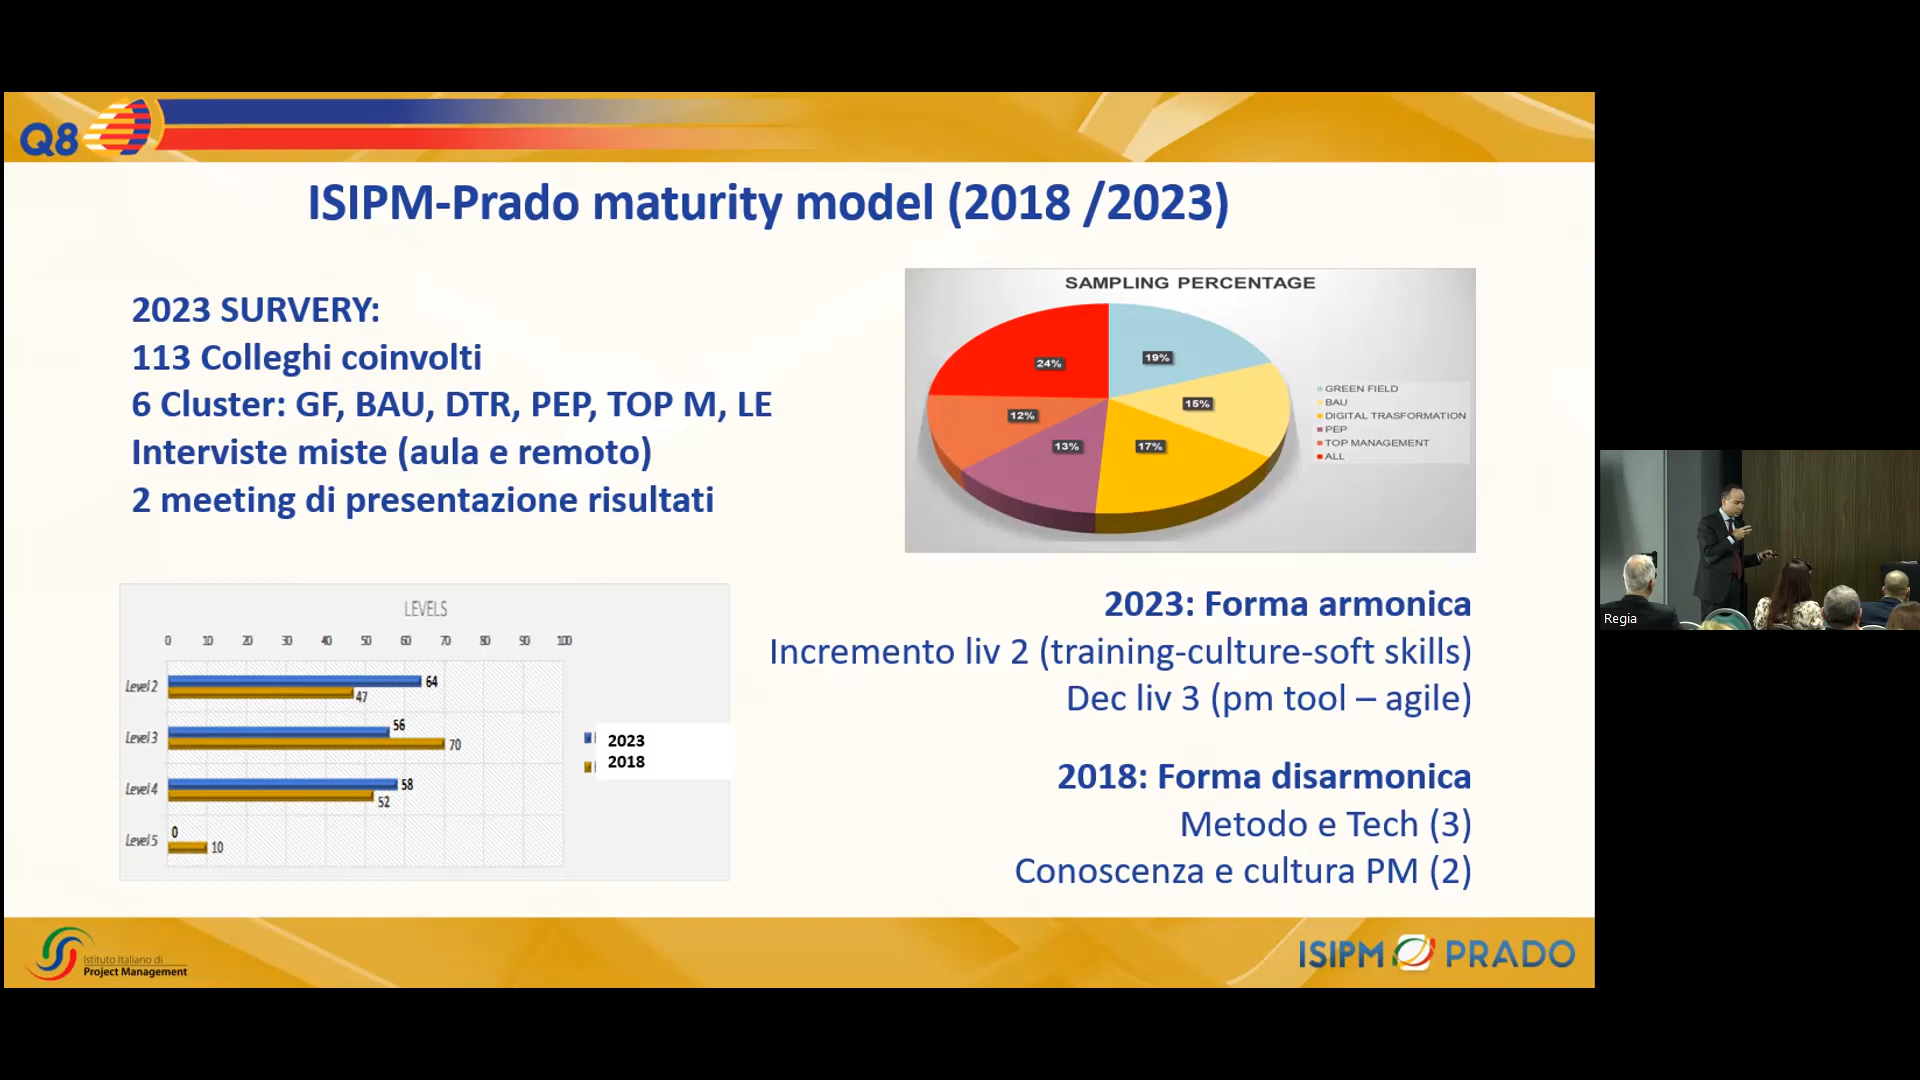 Q8
ISIPM-Prado maturity model (2018 /2023)
2023 SURVERY:
113 Colleghi coinvolti
6 Cluster: GF, BAU, DTR, PEP, TOP M, LE
Interviste miste (aula e remoto)
2 meeting di presentazione risultati
SAMPLING PERCENTAGE
24%
19%
15%
12%
13%
17%
GREEN FIELD
BAU
DIGITAL TRASFORMATION
PEP
TOP MANAGEMENT
ALL
LEVELS
0 10 20 30 40 50 60 70 80 90 100
Level 2
64
47
Level 3
56
70
Level 4
58
52
Level 5
0
10
2023
2018
2023: Forma armonica
Incremento liv 2 (training-culture-soft skills)
Dec liv 3 (pm tool – agile)
2018: Forma disarmonica
Metodo e Tech (3)
Conoscenza e cultura PM (2)
Istituto Italiano di
Project Management
ISIPM PRADO
Regia